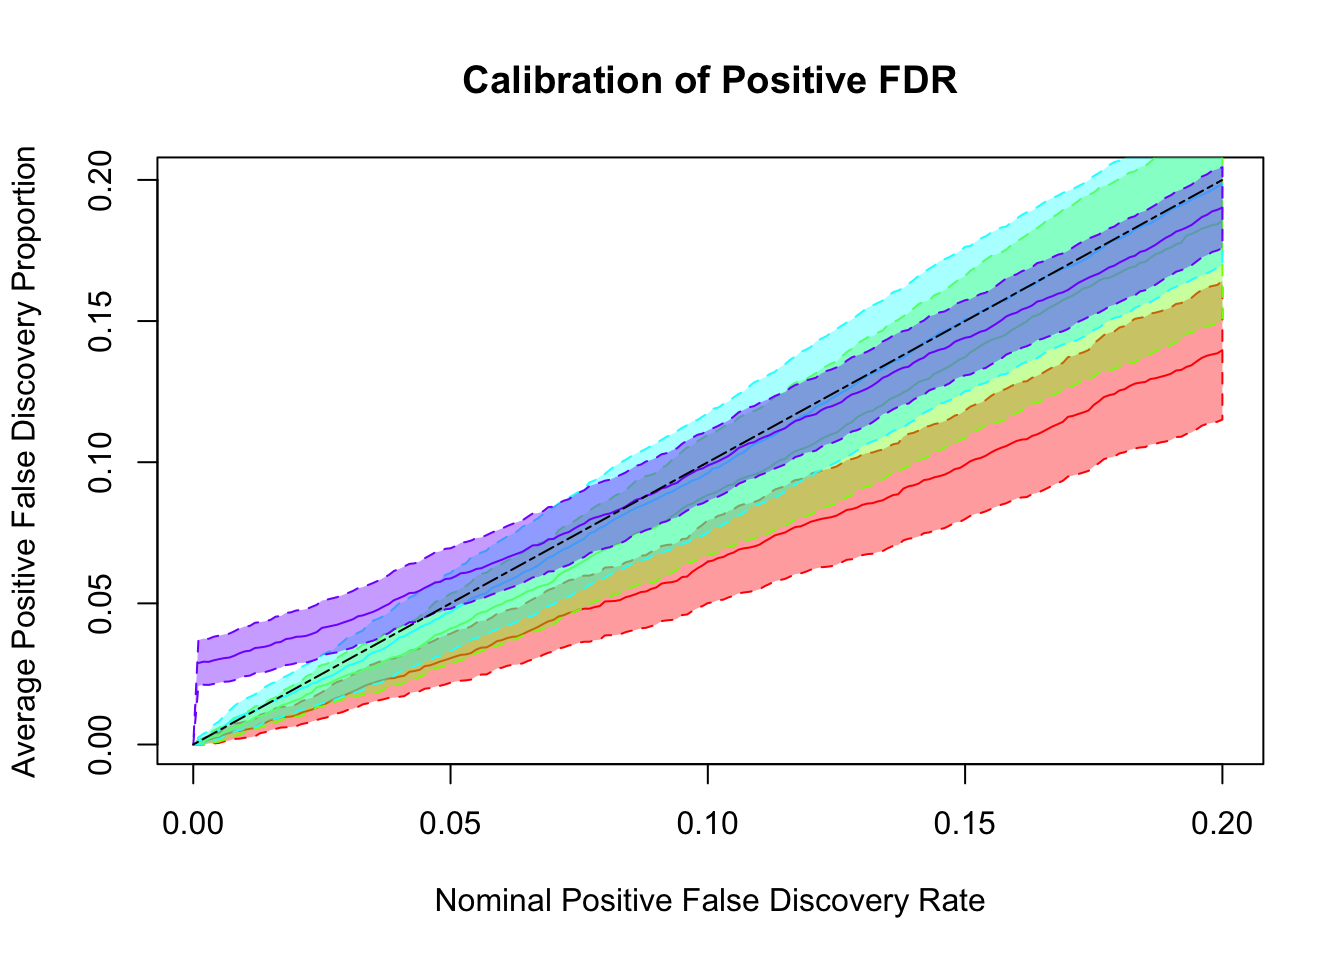 Calibration of Positive FDR
Average Positive False Discovery Proportion
0.20
0.15
0.10
0.05
0.00
0.00 0.05 0.10 0.15 0.20
Nominal Positive False Discovery Rate